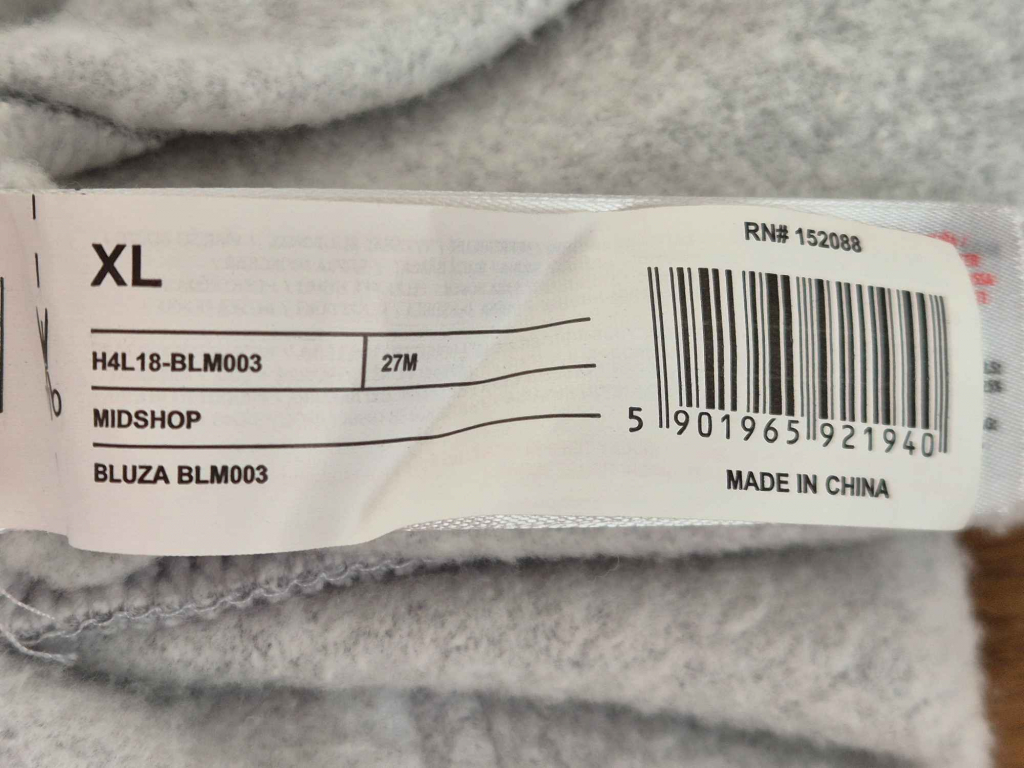 XL
RN# 152088
H4L18-BLM003 27M
MIDSHOP
BLUZA BLM003
5 901965 921940
MADE IN CHINA